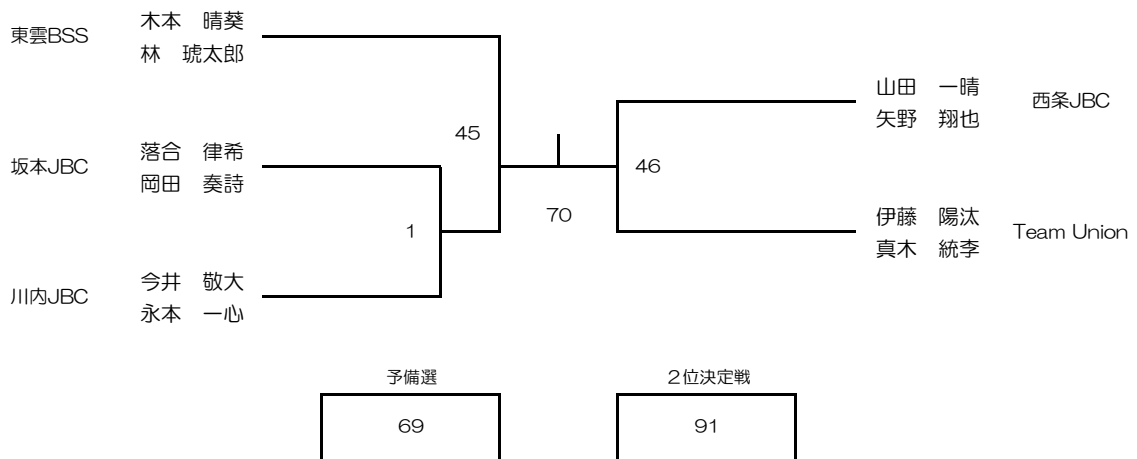 東雲BSS
木本　晴葵
林　琥太郎
坂本JBC
落合　律希
岡田　奏詩
川内JBC
今井　敬大
永本　一心
45
1
70
46
山田　一晴
矢野　翔也
西条JBC
伊藤　陽汰
真木　統李
Team Union
予備選
69
２位決定戦
91